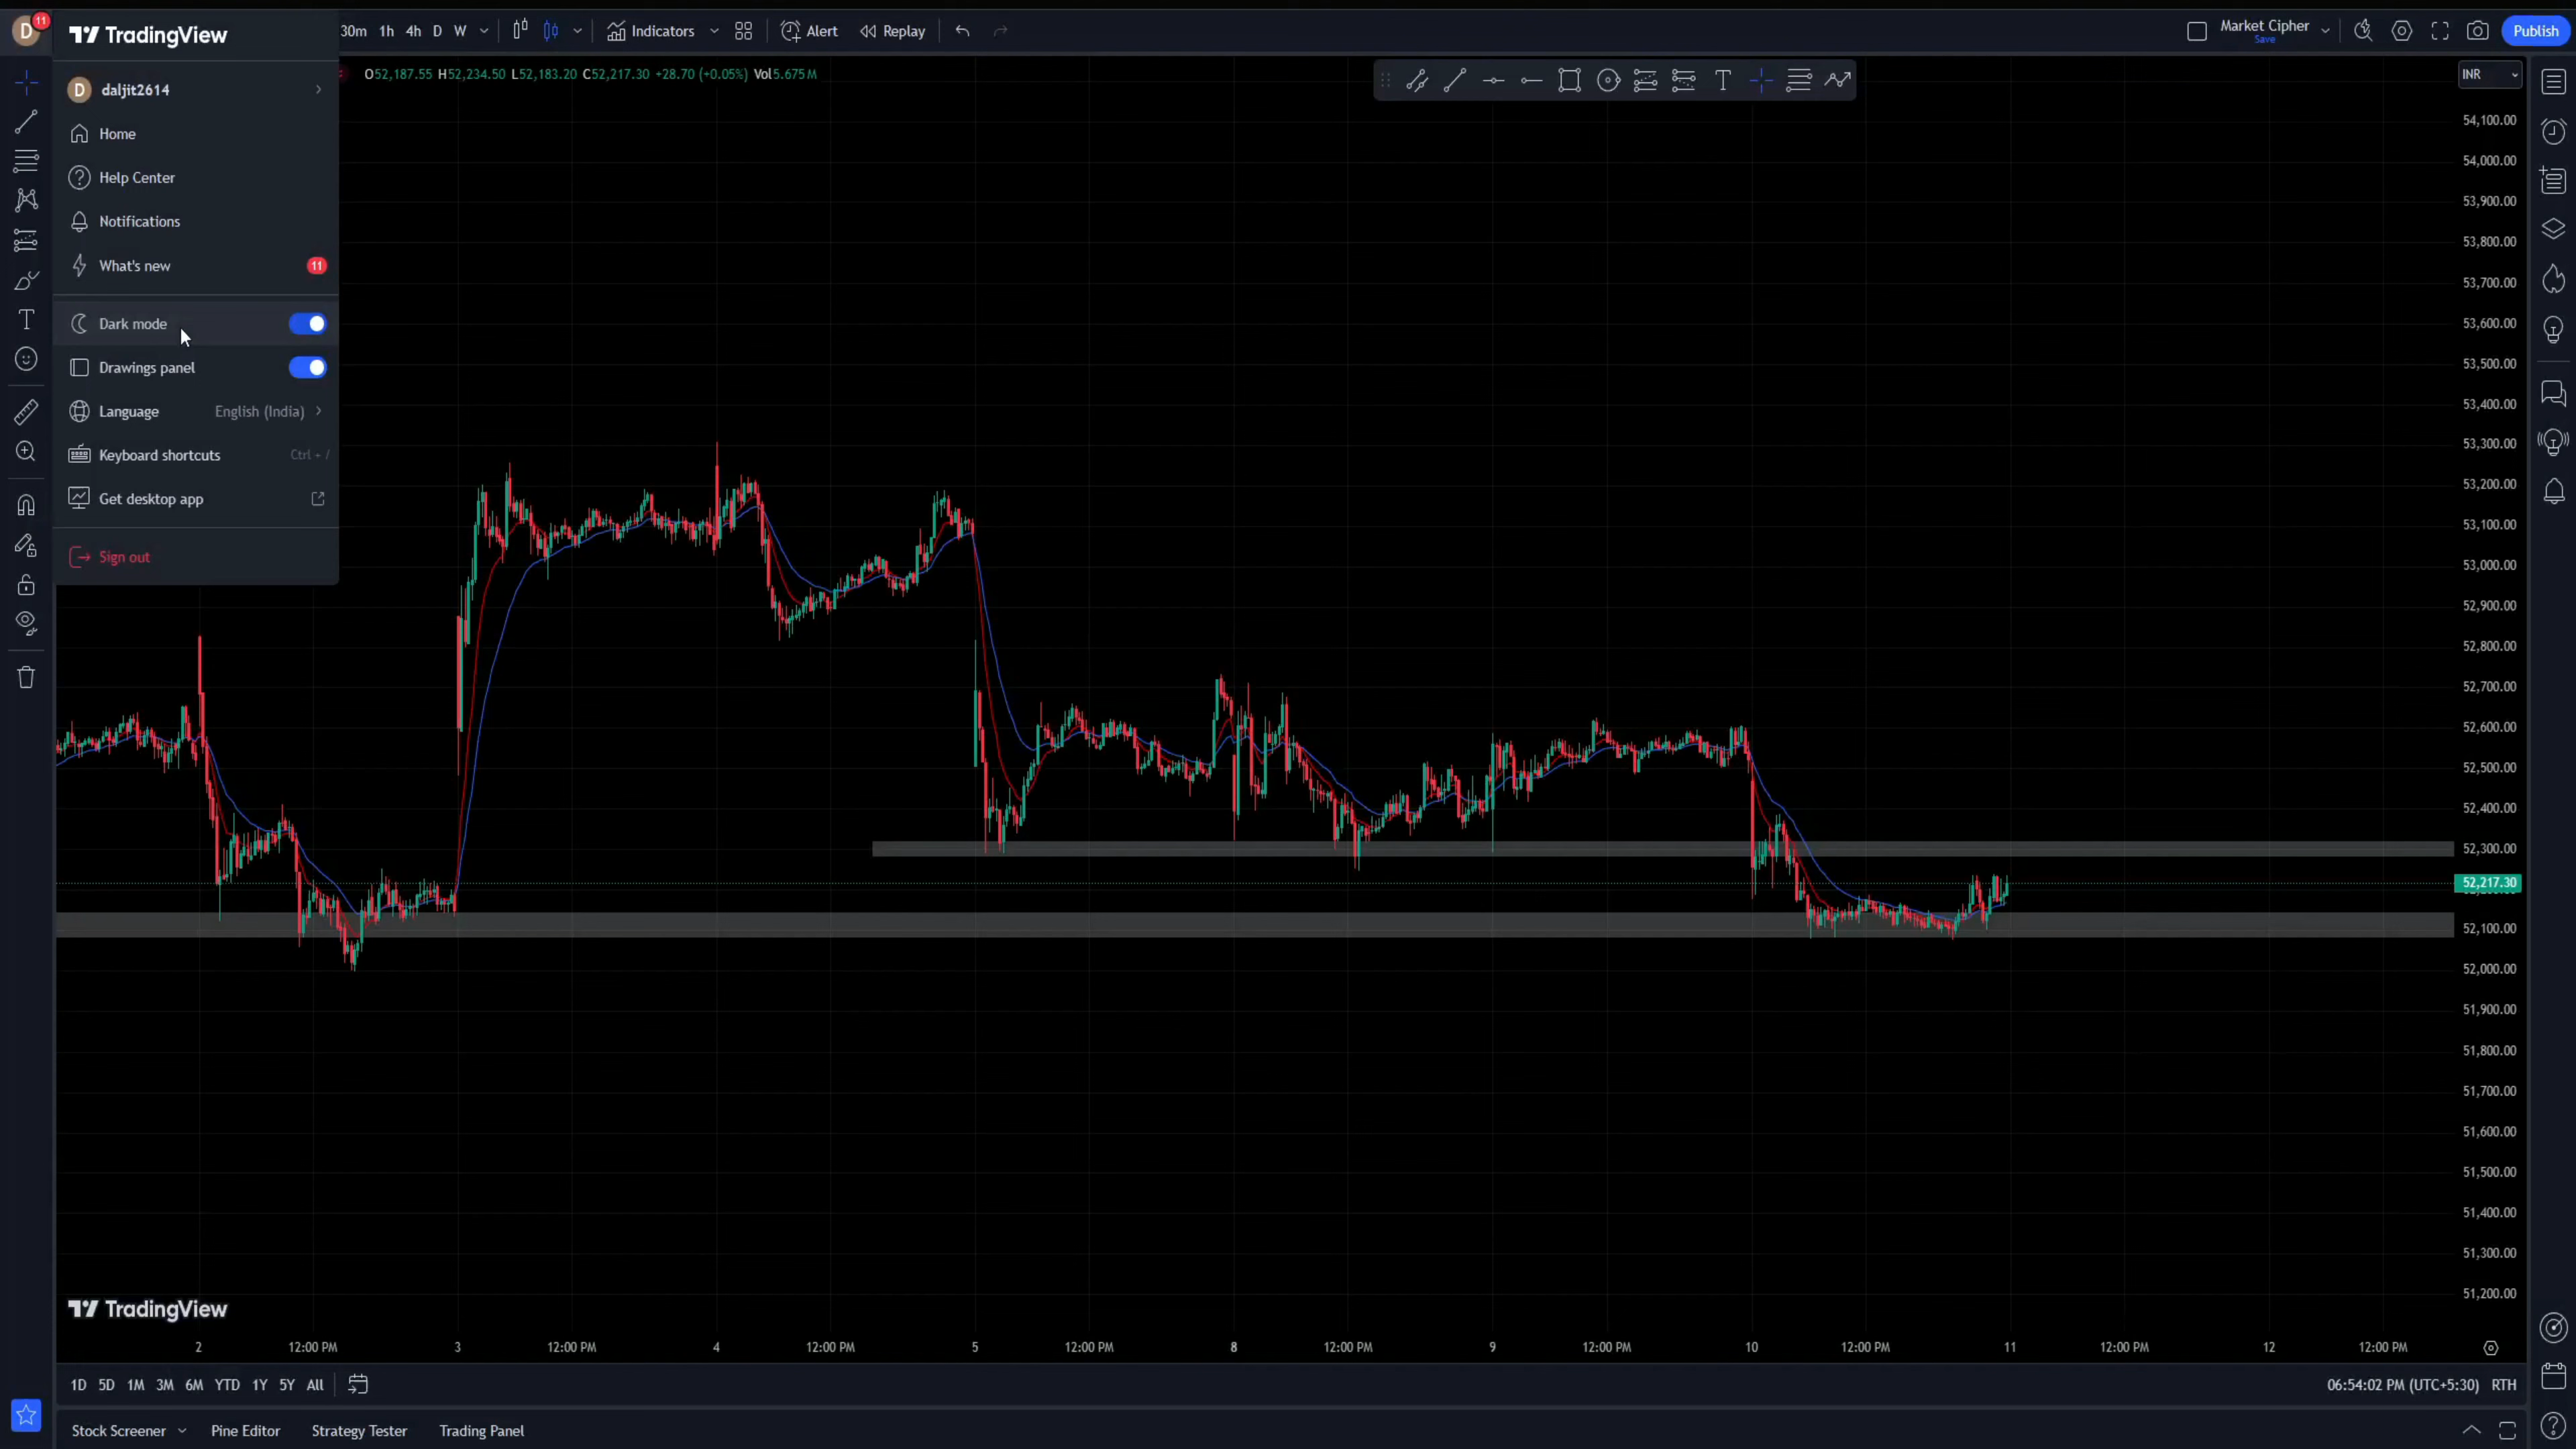 D 11 TradingView 30m 1h 4h D W Indicators Alert Replay Market Cipher Save Publish
O52,187.55 H52,234.50 L52,183.20 C52,217.30 +28.70 (+0.05%) Vol5.675M INR
D daljit2614
Home
Help Center
Notifications
What's new 11
Dark mode
Drawings panel
Language English (India)
Keyboard shortcuts Ctrl + /
Get desktop app
Sign out
54,100.00
54,000.00
53,900.00
53,800.00
53,700.00
53,600.00
53,500.00
53,400.00
53,300.00
53,200.00
53,100.00
53,000.00
52,900.00
52,800.00
52,700.00
52,600.00
52,500.00
52,400.00
52,300.00
52,217.30
52,100.00
52,000.00
51,900.00
51,800.00
51,700.00
51,600.00
51,500.00
51,400.00
51,300.00
51,200.00
TradingView
2 12:00 PM 3 12:00 PM 4 12:00 PM 5 12:00 PM 8 12:00 PM 9 12:00 PM 10 12:00 PM 11 12:00 PM 12 12:00 PM
1D 5D 1M 3M 6M YTD 1Y 5Y All 06:54:02 PM (UTC+5:30) RTH
Stock Screener Pine Editor Strategy Tester Trading Panel